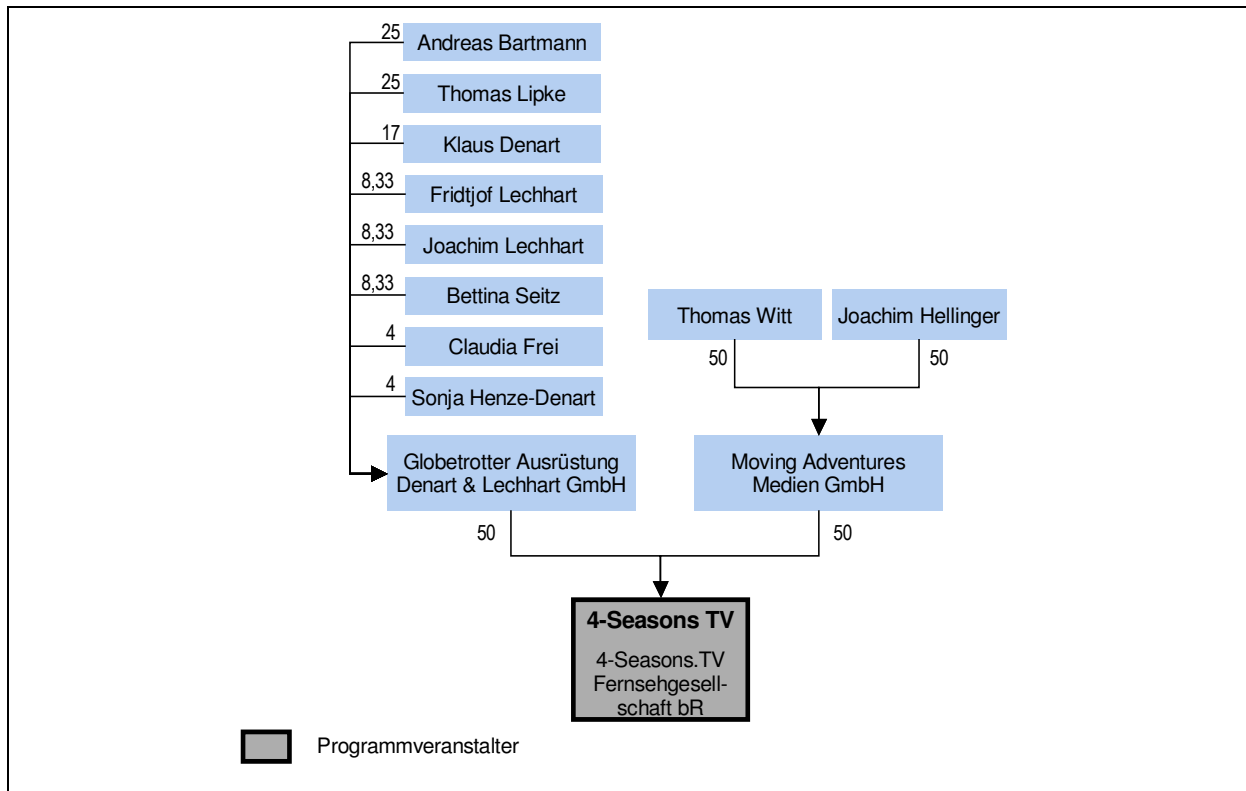 25
Andreas Bartmann
25
Thomas Lipke
17
Klaus Denart
8,33
Fridtjof Lechhart
8,33
Joachim Lechhart
8,33
Bettina Seitz
4
Claudia Frei
4
Sonja Henze-Denart
Thomas Witt
Joachim Hellinger
50
50
Globetrotter Ausrüstung
Denart & Lechhart GmbH
Moving Adventures
Medien GmbH
50
50
4-Seasons TV
4-Seasons.TV
Fernsehgesell-
schaft bR
Programmveranstalter